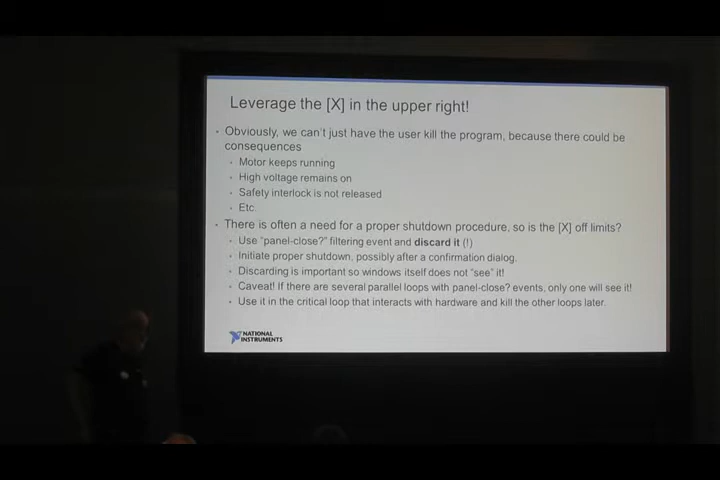 Leverage the [X] in the upper right!
Obviously, we can't just have the user kill the program, because there could be
consequences
Motor keeps running
High voltage remains on
Safety interlock is not released
Etc.
There is often a need for a proper shutdown procedure, so is the [X] off limits?
Use "panel-close?" filtering event and discard it (!)
Initiate proper shutdown, possibly after a confirmation dialog.
Discarding is important so windows itself does not "see" it!
Caveat! If there are several parallel loops with panel-close? events, only one will see it!
Use it in the critical loop that interacts with hardware and kill the other loops later.
NATIONAL
INSTRUMENTS